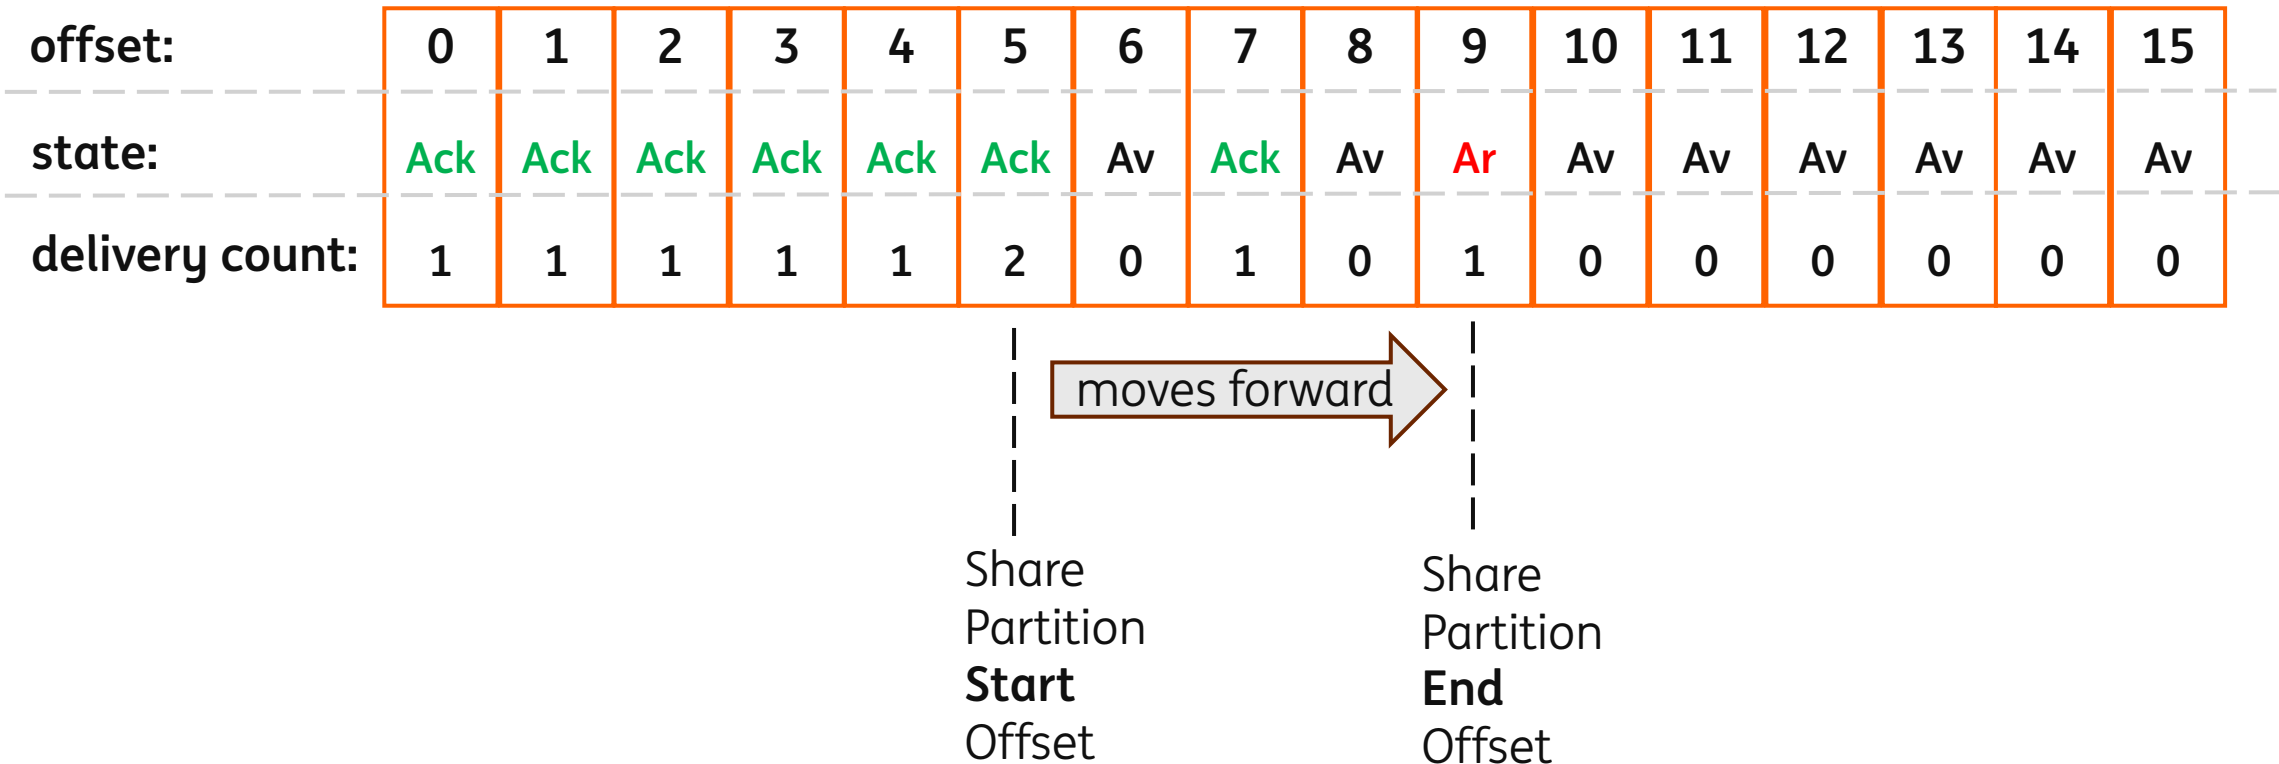 offset: 0 1 2 3 4 5 6 7 8 9 10 11 12 13 14 15
state: Ack Ack Ack Ack Ack Ack Av Ack Av Ar Av Av Av Av Av Av
delivery count: 1 1 1 1 1 2 0 1 0 1 0 0 0 0 0 0
moves forward
Share
Partition
Start
Offset
Share
Partition
End
Offset